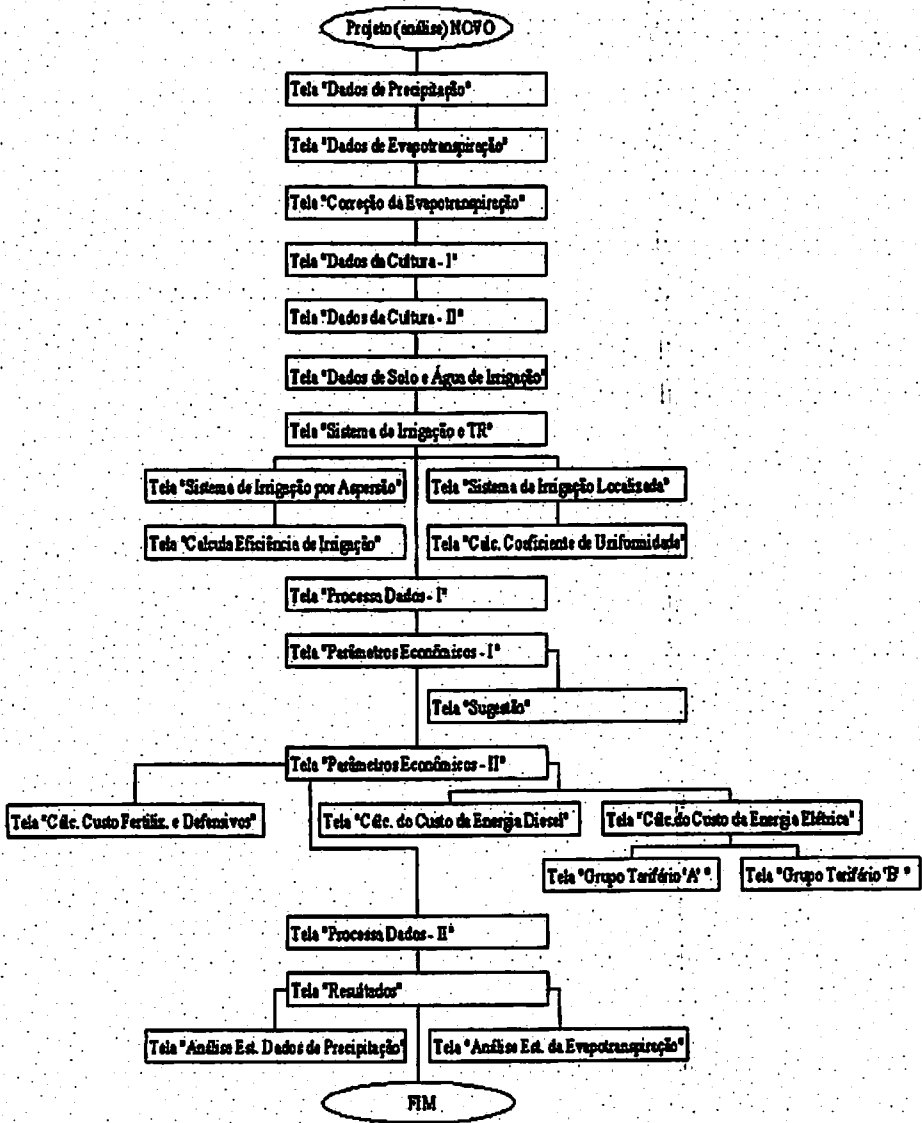 Projeto (análise) NOVO
Tela "Dados de Precipitação"
Tela "Dados de Evapotranspiração"
Tela "Correção da Evapotranspiração"
Tela "Dados da Cultura - I"
Tela "Dados da Cultura - II"
Tela "Dados de Solo e Água de Irrigação"
Tela "Sistema de Irrigação e TR"
Tela "Sistema de Irrigação por Aspersão"
Tela "Sistema de Irrigação Localizada"
Tela "Calcula Eficiência de Irrigação"
Tela "Calc. Coeficiente de Uniformidade"
Tela "Processa Dados - I"
Tela "Parâmetros Econômicos - I"
Tela "Sugestão"
Tela "Parâmetros Econômicos - II"
Tela "Cálc. Custo Fertiliz. e Defensivos"
Tela "Cálc. do Custo da Energia Diesel"
Tela "Cálc.do Custo da Energia Elétrica"
Tela "Grupo Tarifário 'A' "
Tela "Grupo Tarifário 'B' "
Tela "Processa Dados - II"
Tela "Resultados"
Tela "Análise Est. Dados de Precipitação"
Tela "Análise Est. da Evapotranspiração"
FIM